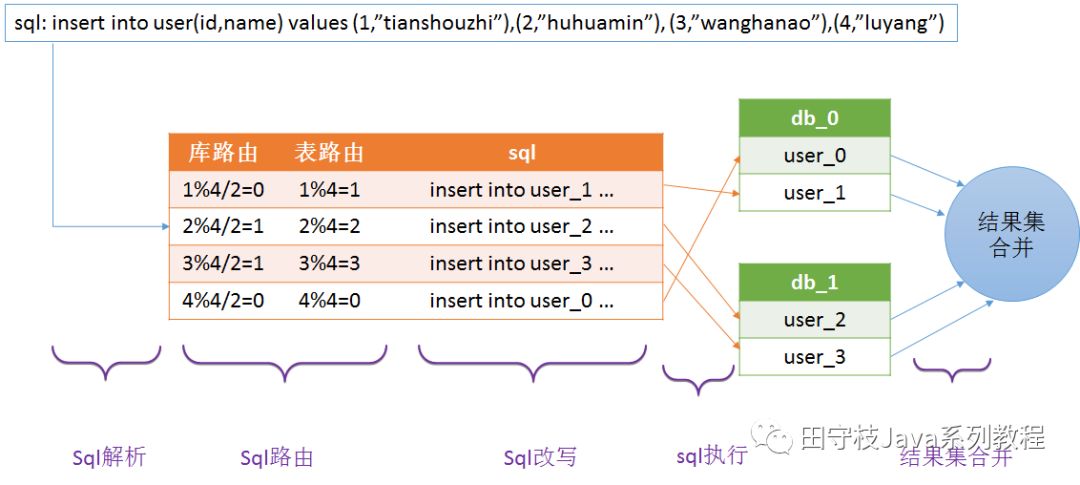 sql: insert into user(id,name) values (1,”tianshouzhi”),(2,”huhuamin”), (3,”wanghanao”),(4,”luyang”)
库路由 表路由 sql
1%4/2=0 1%4=1 insert into user_1 ...
2%4/2=1 2%4=2 insert into user_2 ...
3%4/2=1 3%4=3 insert into user_3 ...
4%4/2=0 4%4=0 insert into user_0 ...
db_0
user_0
user_1
db_1
user_2
user_3
结果集
合并
Sql解析 Sql路由 Sql改写 sql执行 结果集合并
田守枝Java系列教程